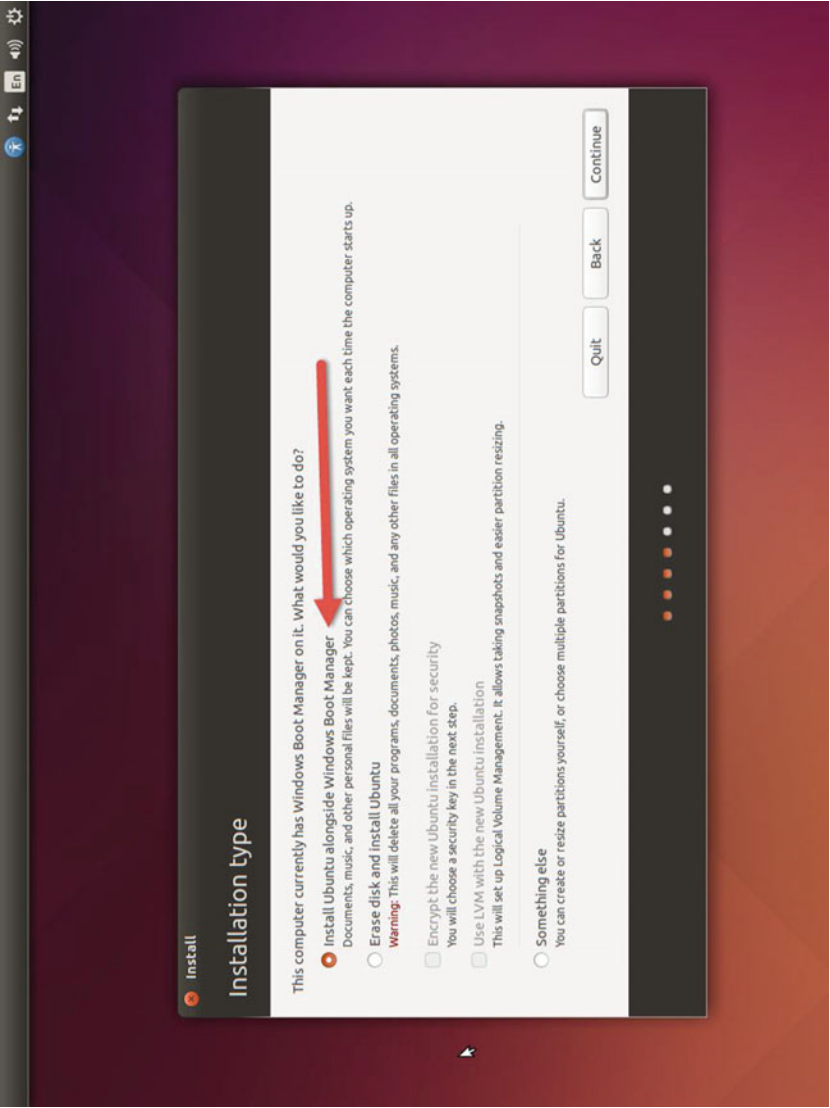 En
Install
Installation type
This computer currently has Windows Boot Manager on it. What would you like to do?
Install Ubuntu alongside Windows Boot Manager
Documents, music, and other personal files will be kept. You can choose which operating system you want each time the computer starts up.
Erase disk and install Ubuntu
Warning: This will delete all your programs, documents, photos, music, and any other files in all operating systems.
Encrypt the new Ubuntu installation for security
You will choose a security key in the next step.
Use LVM with the new Ubuntu installation
This will set up Logical Volume Management. It allows taking snapshots and easier partition resizing.
Something else
You can create or resize partitions yourself, or choose multiple partitions for Ubuntu.
Quit
Back
Continue